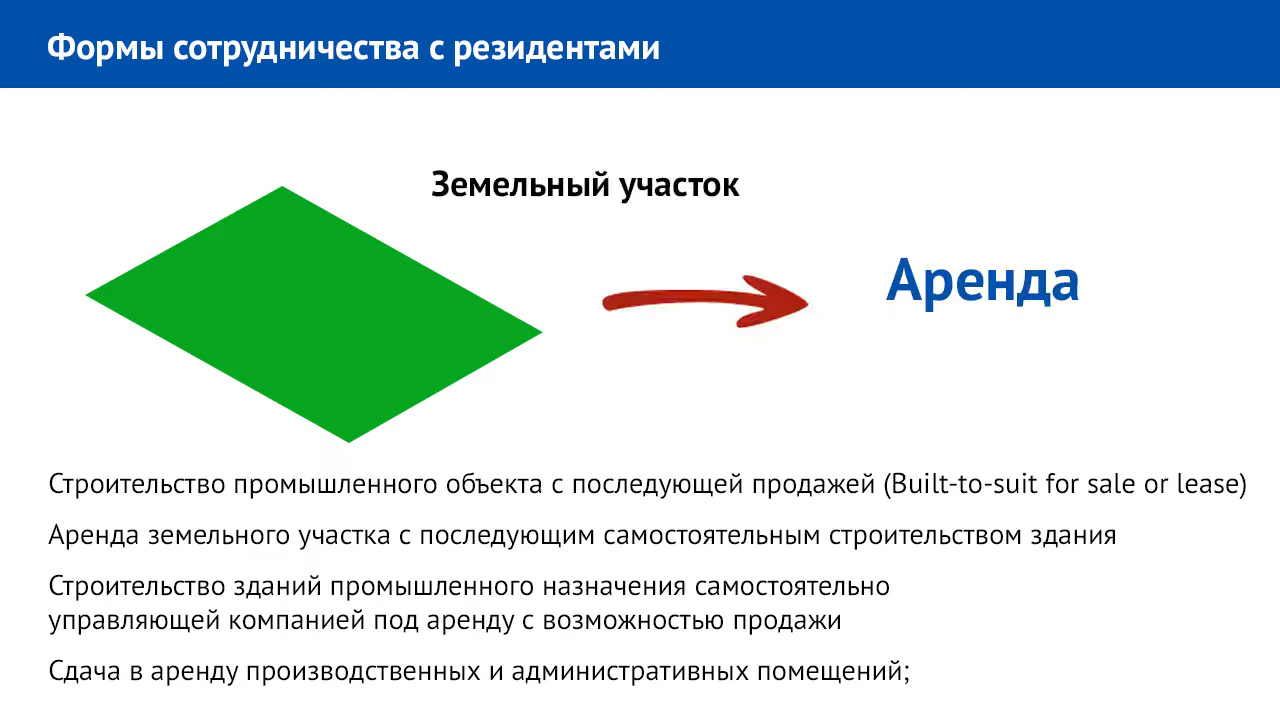 Формы сотрудничества с резидентами
Земельный участок
Аренда
Строительство промышленного объекта с последующей продажей (Built-to-suit for sale or lease)
Аренда земельного участка с последующим самостоятельным строительством здания
Строительство зданий промышленного назначения самостоятельно
управляющей компанией под аренду с возможностью продажи
Сдача в аренду производственных и административных помещений;